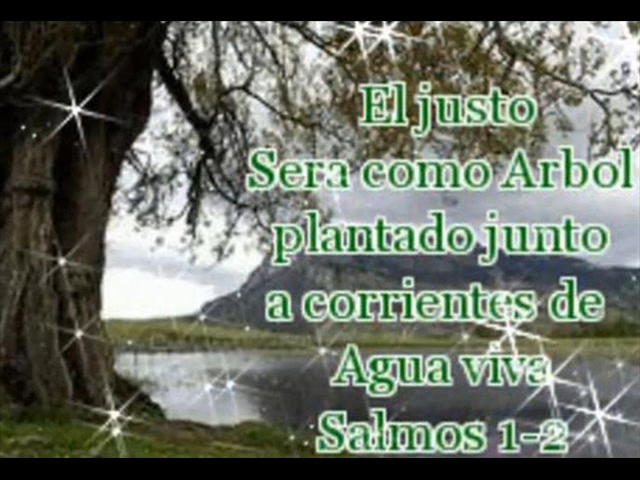 El justo
Sera como Arbol
plantado junto
a corrientes de
Agua viva
Salmos 1-2